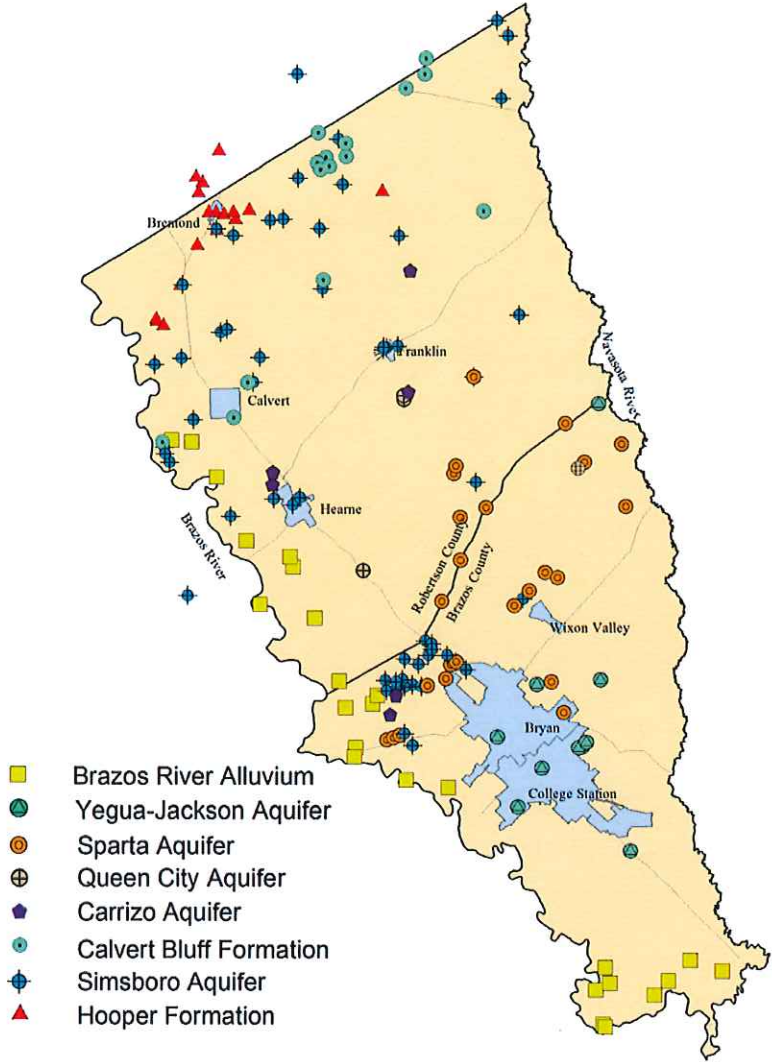 Bremond
Franklin
Navasota River
Calvert
Hearne
Brazos River
Robertson County
Brazos County
Wixon Valley
Bryan
College Station
Brazos River Alluvium
Yegua-Jackson Aquifer
Sparta Aquifer
Queen City Aquifer
Carrizo Aquifer
Calvert Bluff Formation
Simsboro Aquifer
Hooper Formation